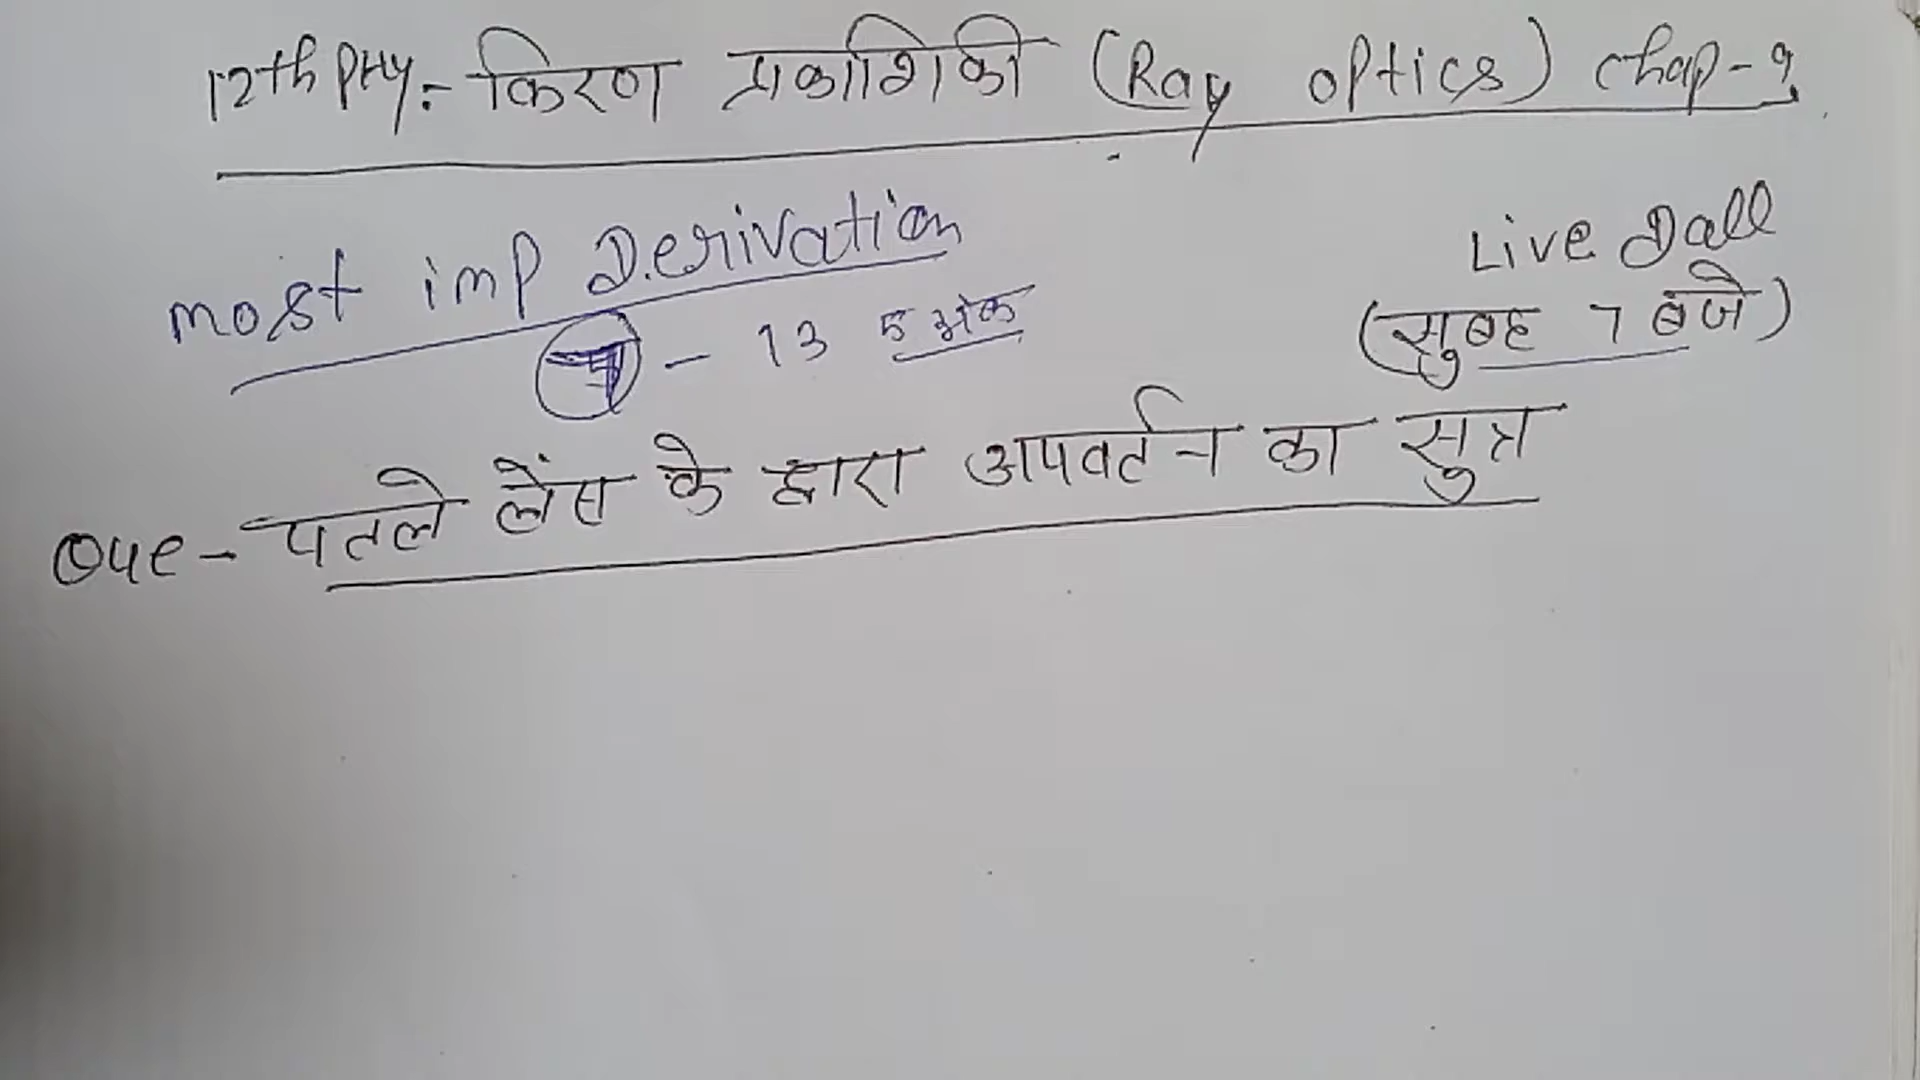 12th PHy:- किरण प्रकाशिकी (Ray optics) chap-9
most imp Derivation
Live Dall
(सुबह 7 बजे)
- 13 5 अंक
Que- पतले लेंस के द्वारा अपवर्तन का सुत्र